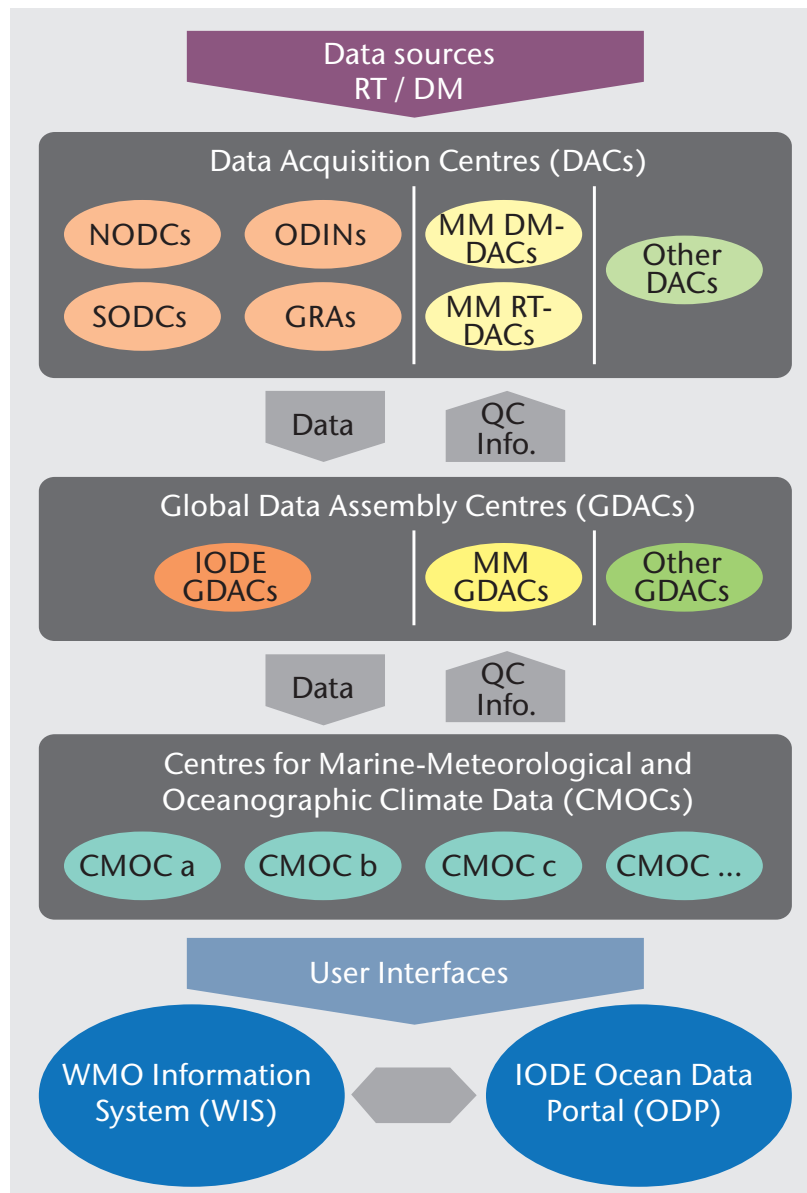 Data sources
RT / DM
Data Acquisition Centres (DACs)
NODCs
ODINs
SODCs
GRAs
MM DM-
DACs
MM RT-
DACs
Other
DACs
Data
QC
Info.
Global Data Assembly Centres (GDACs)
IODE
GDACs
MM
GDACs
Other
GDACs
Data
QC
Info.
Centres for Marine-Meteorological and
Oceanographic Climate Data (CMOCs)
CMOC a
CMOC b
CMOC c
CMOC ...
User Interfaces
WMO Information
System (WIS)
IODE Ocean Data
Portal (ODP)